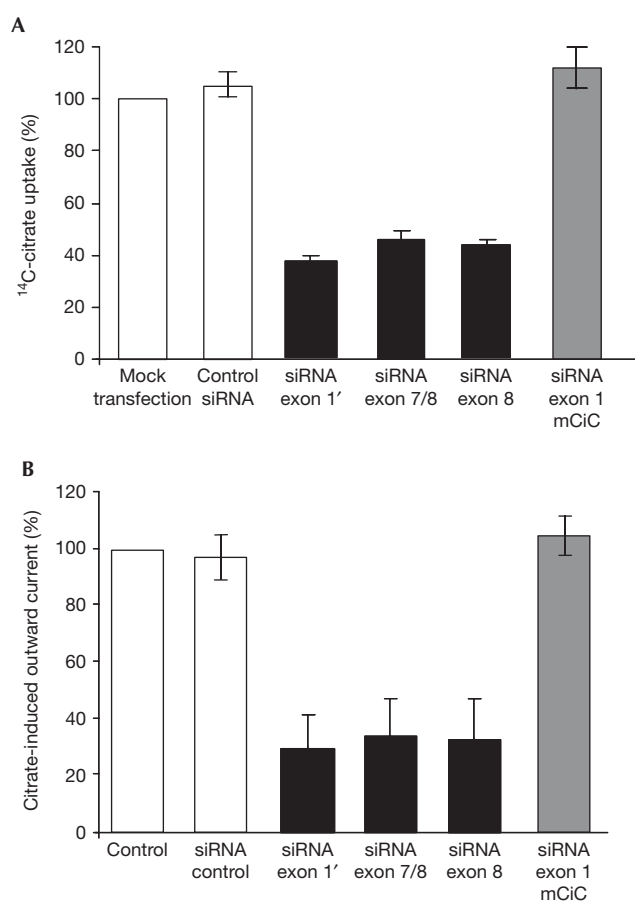 A
120
100
80
60
40
20
0
¹⁴C-citrate uptake (%)
Mock transfection
Control siRNA
siRNA exon 1′
siRNA exon 7/8
siRNA exon 8
siRNA exon 1 mCiC
B
120
100
80
60
40
20
0
Citrate-induced outward current (%)
Control
siRNA control
siRNA exon 1′
siRNA exon 7/8
siRNA exon 8
siRNA exon 1 mCiC